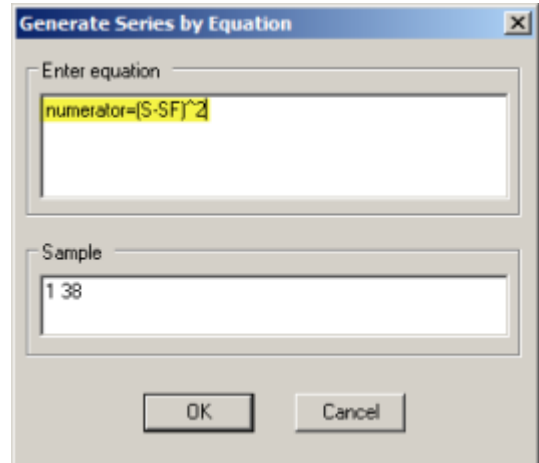 Generate Series by Equation
Enter equation
numerator=(S-SF)^2
Sample
1 38
OK Cancel